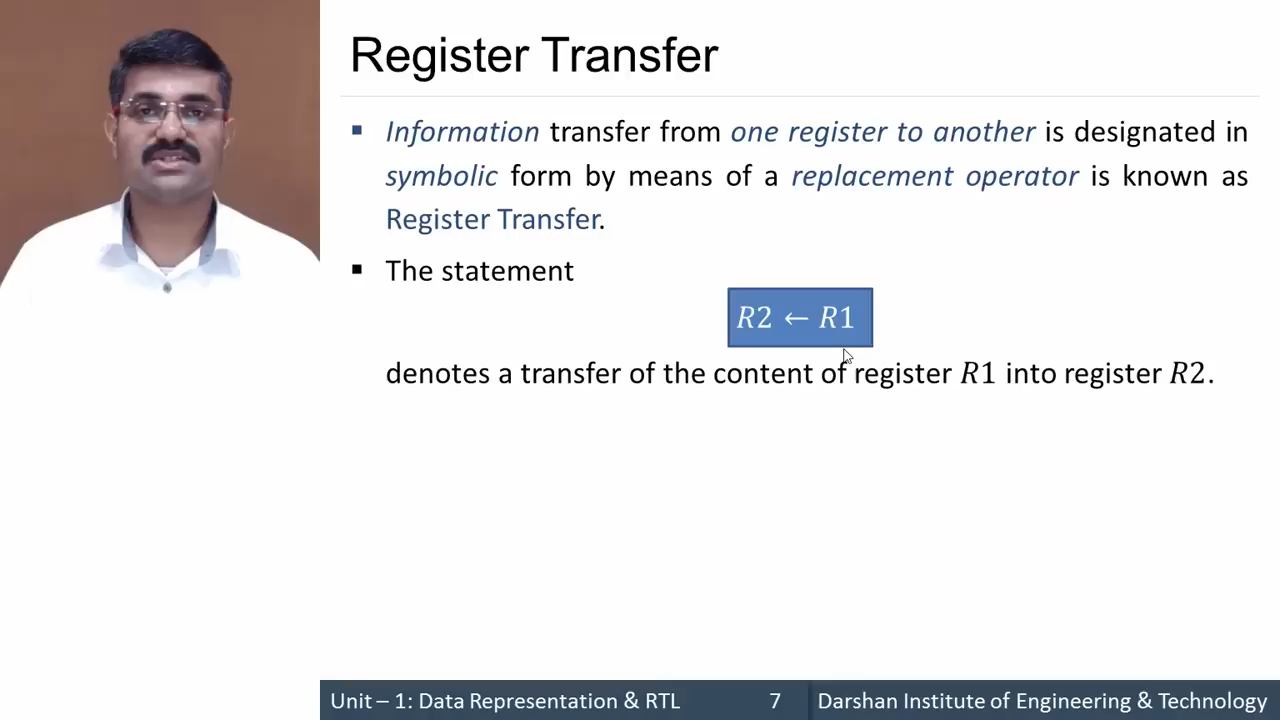 Register Transfer
▪ Information transfer from one register to another is designated in
symbolic form by means of a replacement operator is known as
Register Transfer.
▪ The statement
R2 ← R1
denotes a transfer of the content of register R1 into register R2.
Unit – 1: Data Representation & RTL 7 Darshan Institute of Engineering & Technology